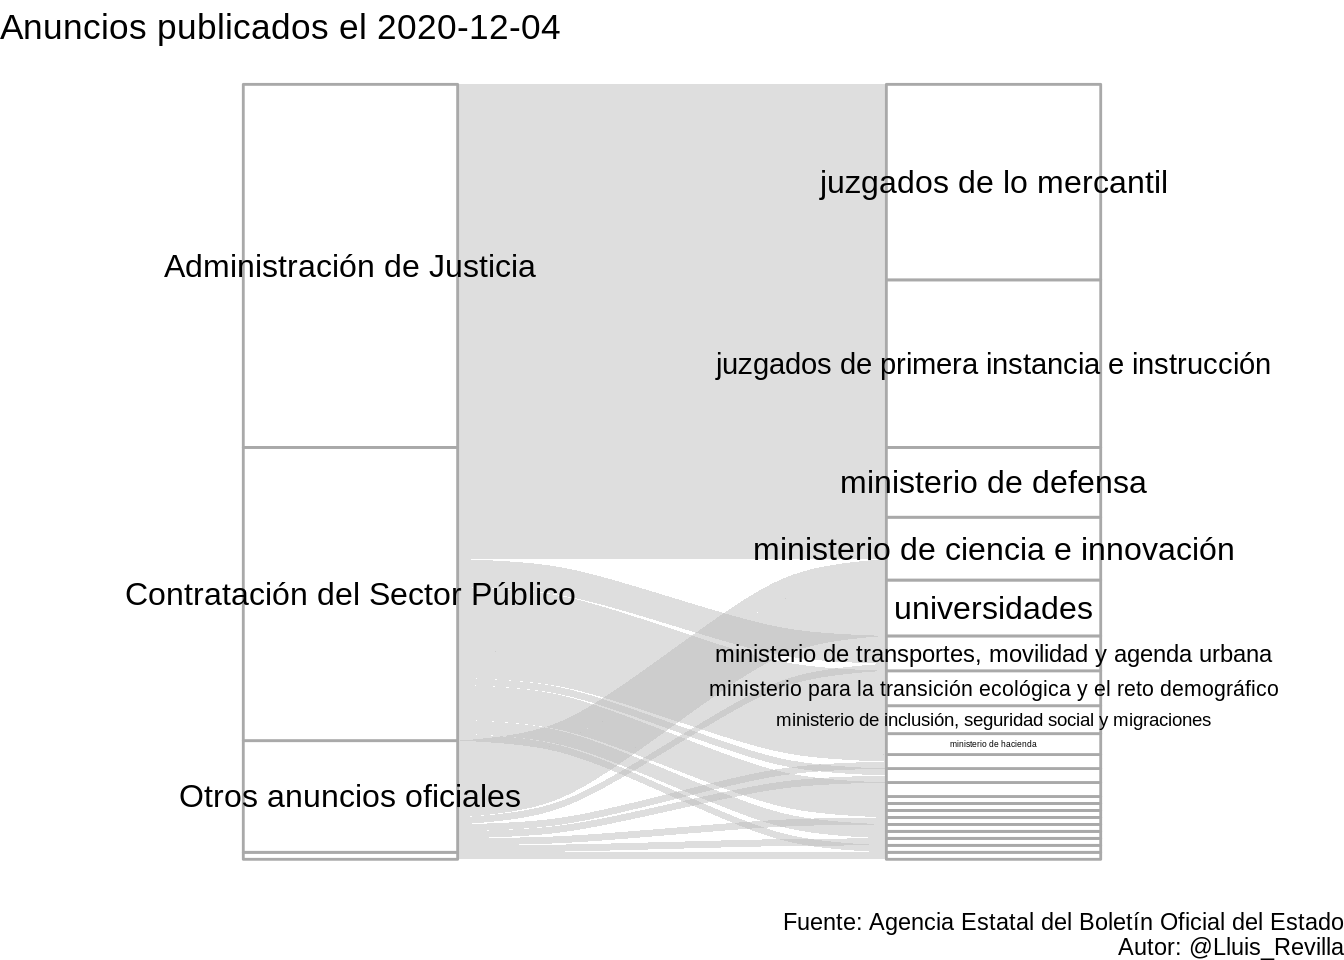 Anuncios publicados el 2020-12-04
juzgados de lo mercantil
Administración de Justicia
juzgados de primera instancia e instrucción
ministerio de defensa
ministerio de ciencia e innovación
Contratación del Sector Público
universidades
ministerio de transportes, movilidad y agenda urbana
ministerio para la transición ecológica y el reto demográfico
ministerio de inclusión, seguridad social y migraciones
ministerio de hacienda
Otros anuncios oficiales
Fuente: Agencia Estatal del Boletín Oficial del Estado
Autor: @Lluis_Revilla